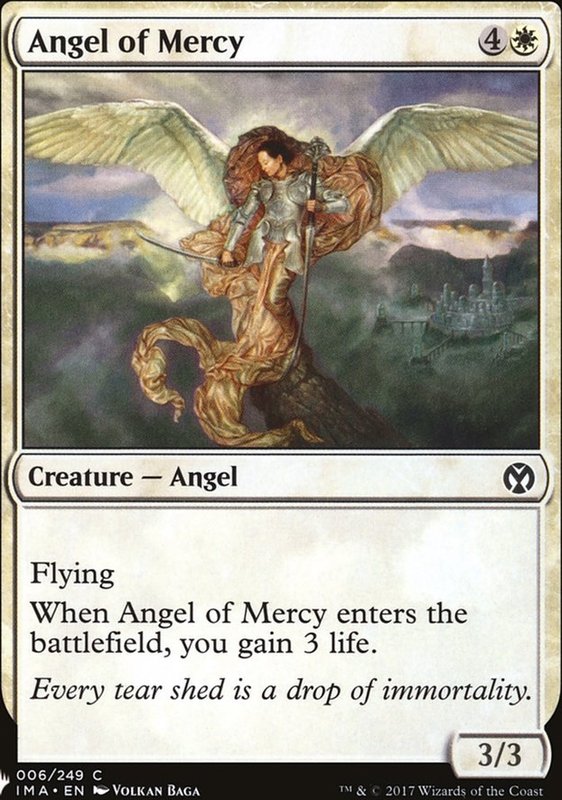 Angel of Mercy 4
Creature — Angel
Flying
When Angel of Mercy enters the
battlefield, you gain 3 life.
Every tear shed is a drop of immortality.
3/3
006/249 C
IMA • EN Volkan Baga
™ & © 2017 Wizards of the Coast